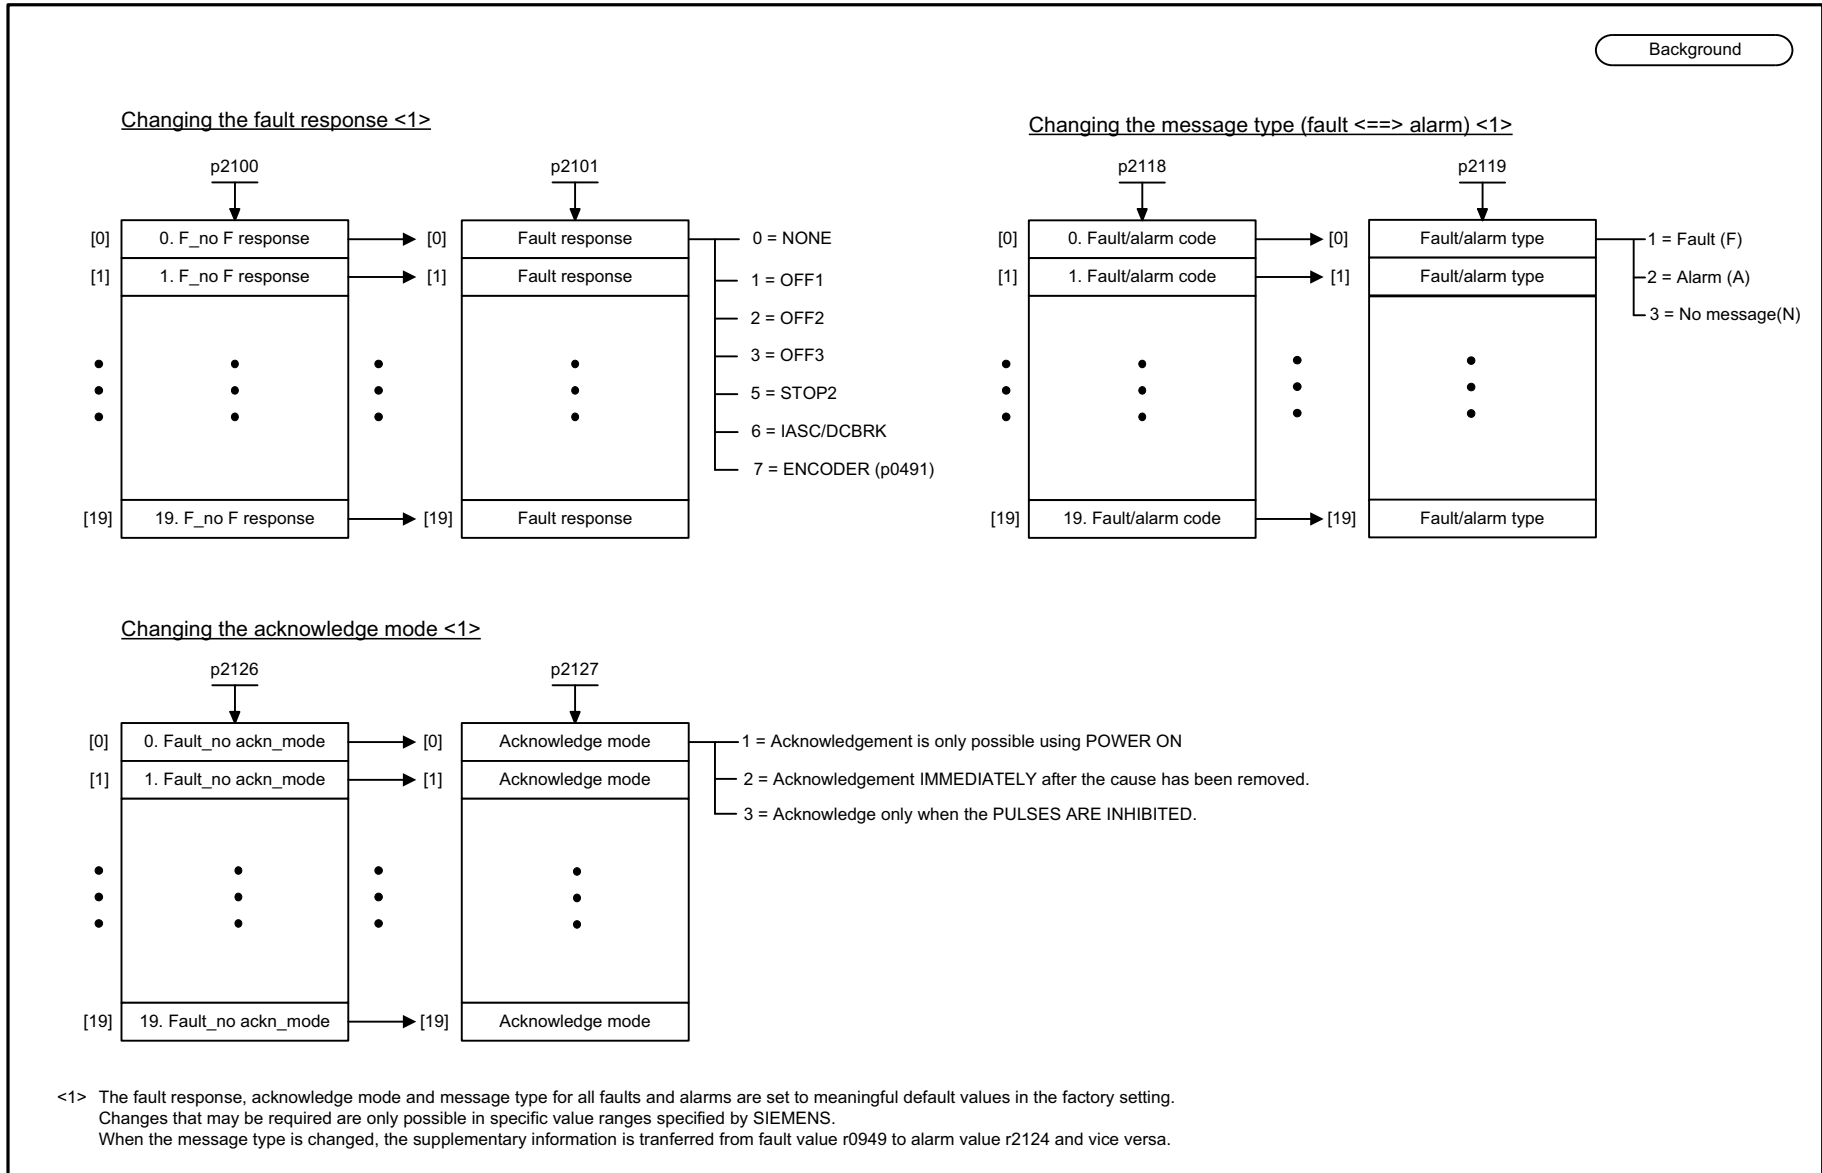 Background
Changing the fault response <1>
p2100
p2101
[0]
0. F_no F response
[0]
Fault response
0 = NONE
[1]
1. F_no F response
[1]
Fault response
1 = OFF1
2 = OFF2
3 = OFF3
5 = STOP2
6 = IASC/DCBRK
7 = ENCODER (p0491)
[19]
19. F_no F response
[19]
Fault response
Changing the message type (fault <==> alarm) <1>
p2118
p2119
[0]
0. Fault/alarm code
[0]
Fault/alarm type
1 = Fault (F)
[1]
1. Fault/alarm code
[1]
Fault/alarm type
2 = Alarm (A)
3 = No message(N)
[19]
19. Fault/alarm code
[19]
Fault/alarm type
Changing the acknowledge mode <1>
p2126
p2127
[0]
0. Fault_no ackn_mode
[0]
Acknowledge mode
1 = Acknowledgement is only possible using POWER ON
[1]
1. Fault_no ackn_mode
[1]
Acknowledge mode
2 = Acknowledgement IMMEDIATELY after the cause has been removed.
3 = Acknowledge only when the PULSES ARE INHIBITED.
[19]
19. Fault_no ackn_mode
[19]
Acknowledge mode
<1> The fault response, acknowledge mode and message type for all faults and alarms are set to meaningful default values in the factory setting.
Changes that may be required are only possible in specific value ranges specified by SIEMENS.
When the message type is changed, the supplementary information is tranferred from fault value r0949 to alarm value r2124 and vice versa.